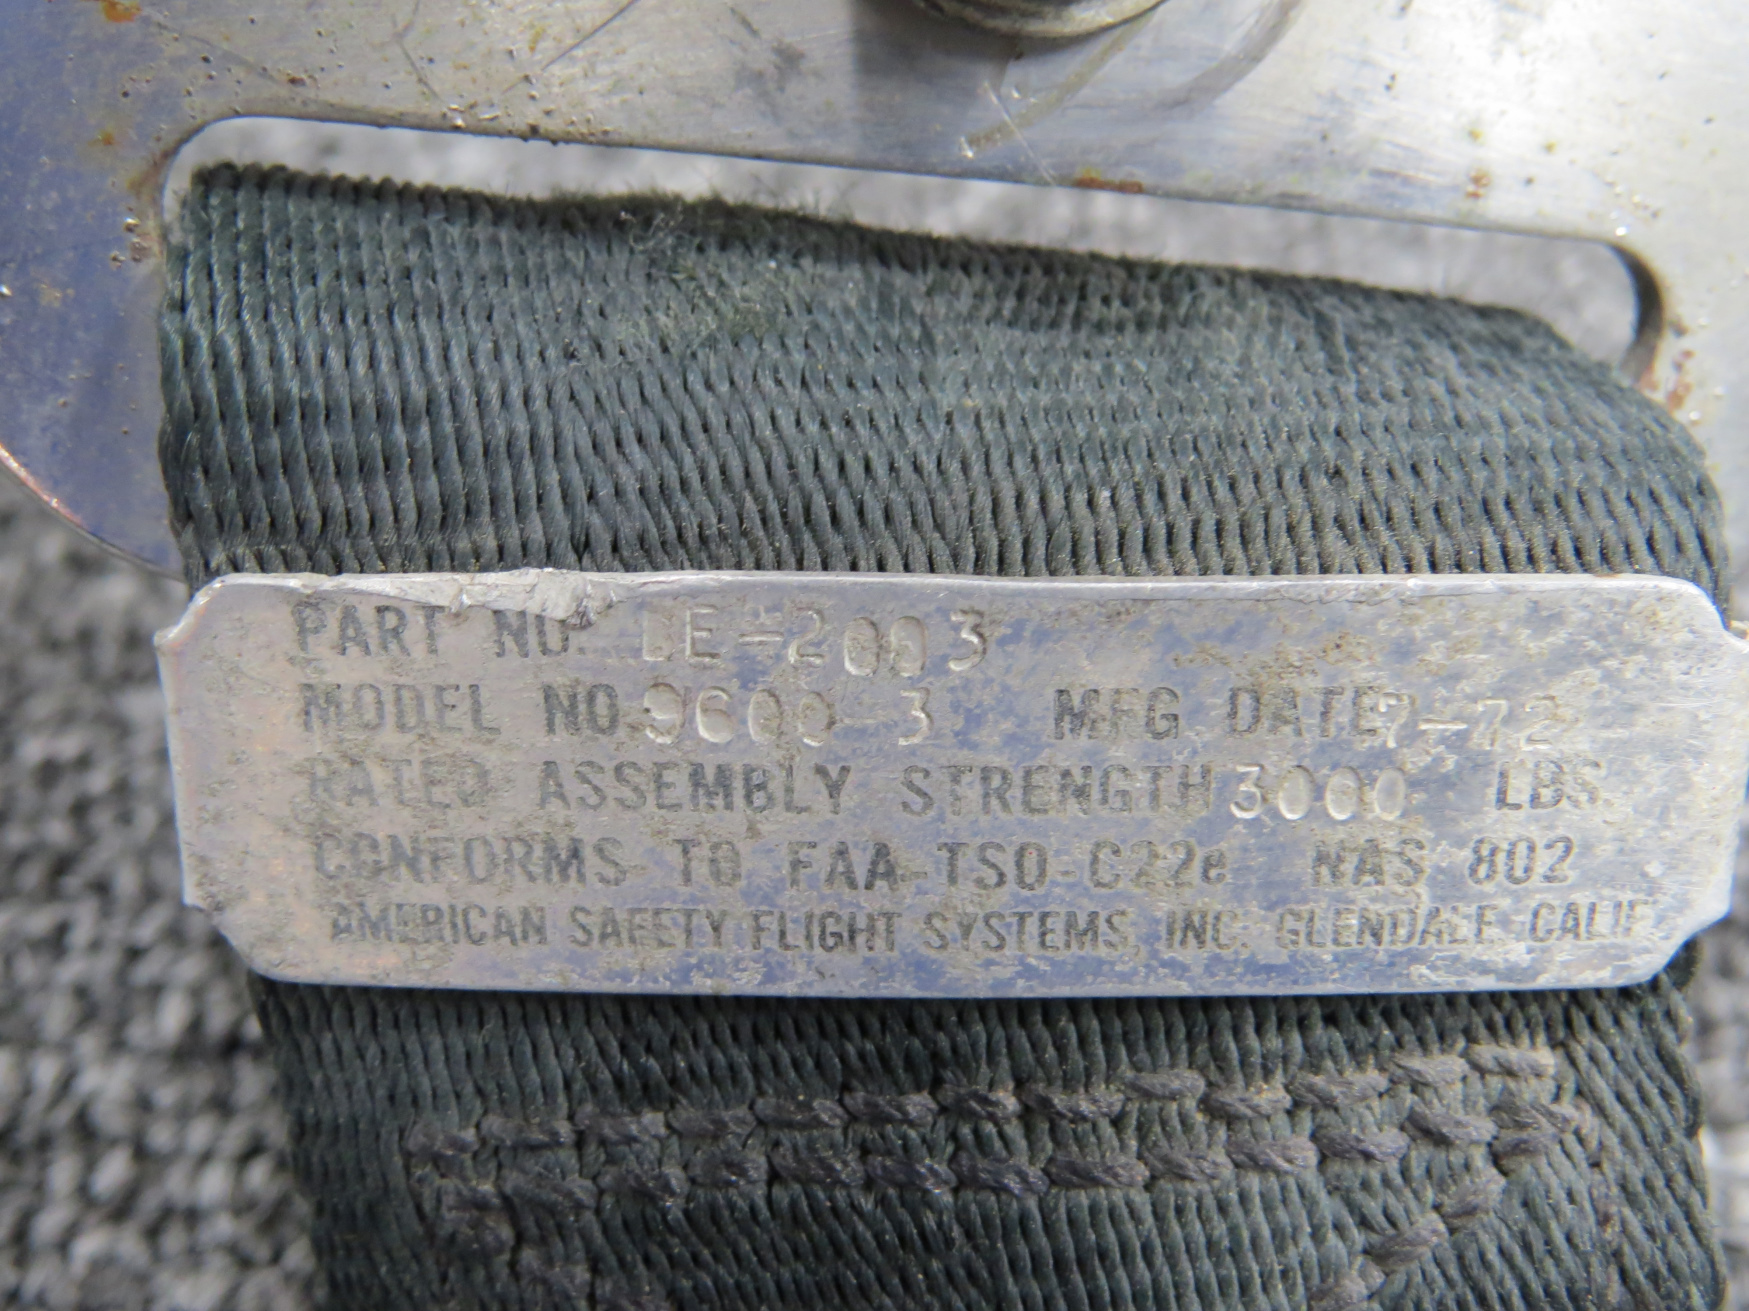 PART NO. E-2003
MODEL NO. 9600-3 MFG DATE 7-72
RATED ASSEMBLY STRENGTH 3000 LBS.
CONFORMS TO FAA-TSO-C22e NAS 802
AMERICAN SAFETY FLIGHT SYSTEMS, INC. GLENDALE, CALIF.